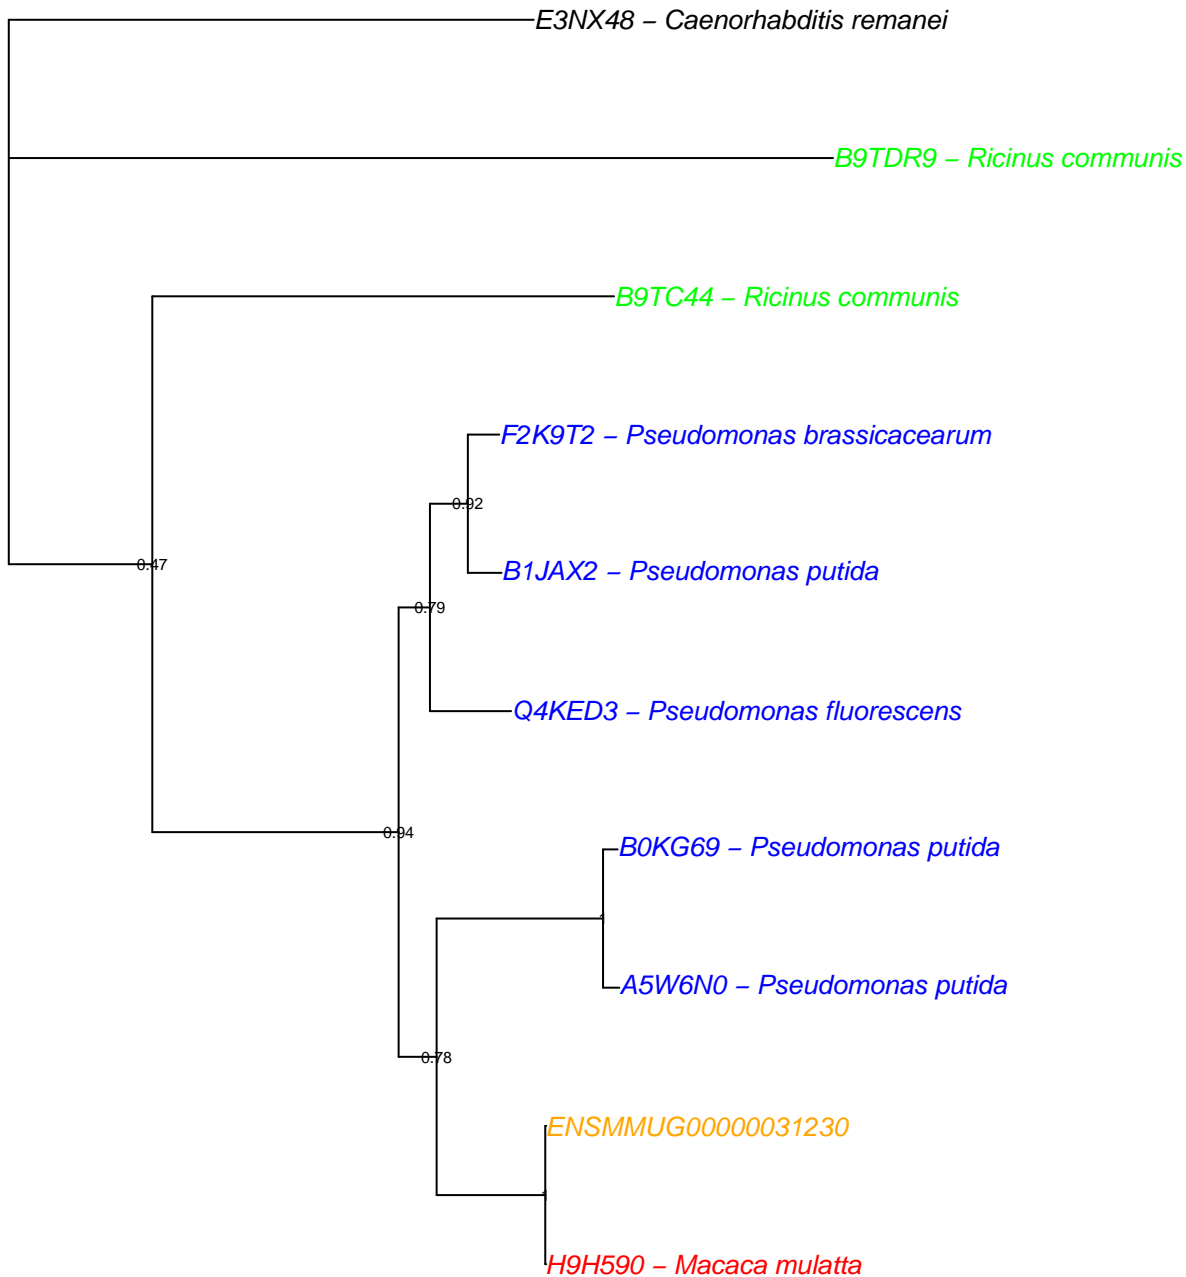 E3NX48 – Caenorhabditis remanei
B9TDR9 – Ricinus communis
B9TC44 – Ricinus communis
F2K9T2 – Pseudomonas brassicacearum
0.92
0.47
B1JAX2 – Pseudomonas putida
0.79
Q4KED3 – Pseudomonas fluorescens
0.94
B0KG69 – Pseudomonas putida
1
A5W6N0 – Pseudomonas putida
0.78
ENSMMUG00000031230
1
H9H590 – Macaca mulatta